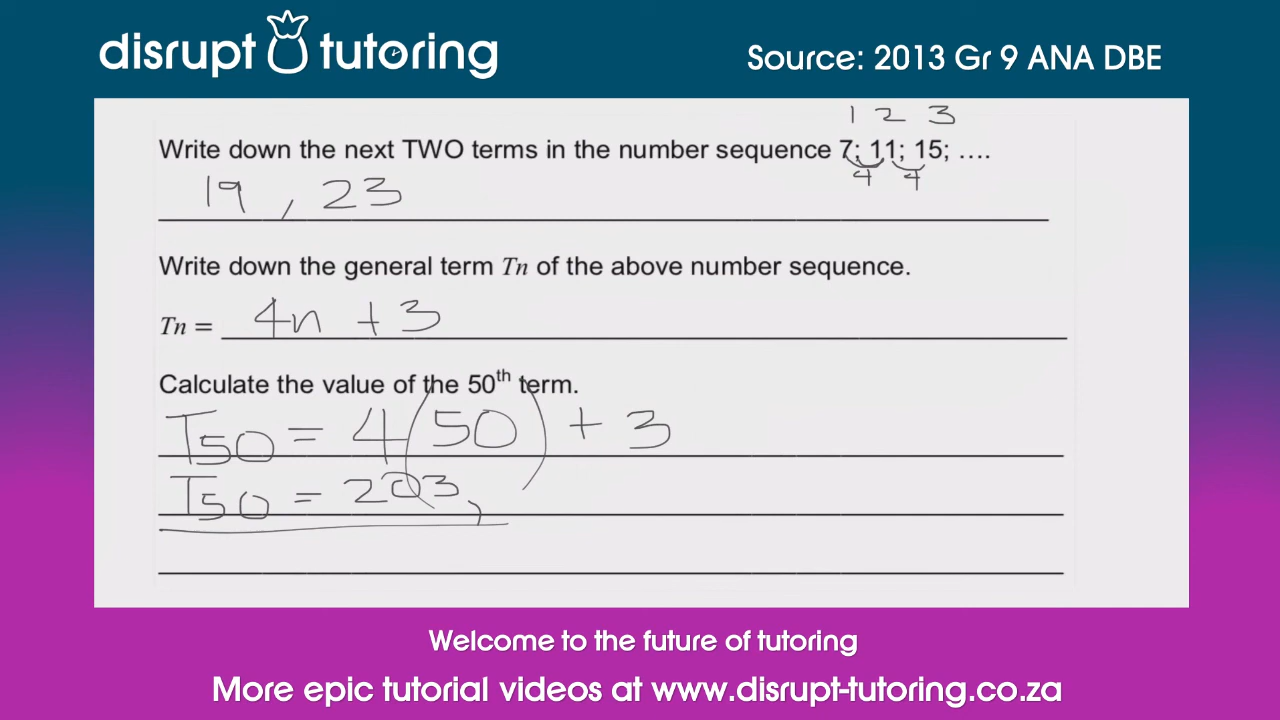 disrupt tutoring
Source: 2013 Gr 9 ANA DBE
1 2 3
Write down the next TWO terms in the number sequence 7; 11; 15; ....
4 4
19 , 23
Write down the general term Tn of the above number sequence.
Tn = 4n + 3
Calculate the value of the 50th term.
T50 = 4(50) + 3
T50 = 203,
Welcome to the future of tutoring
More epic tutorial videos at www.disrupt-tutoring.co.za